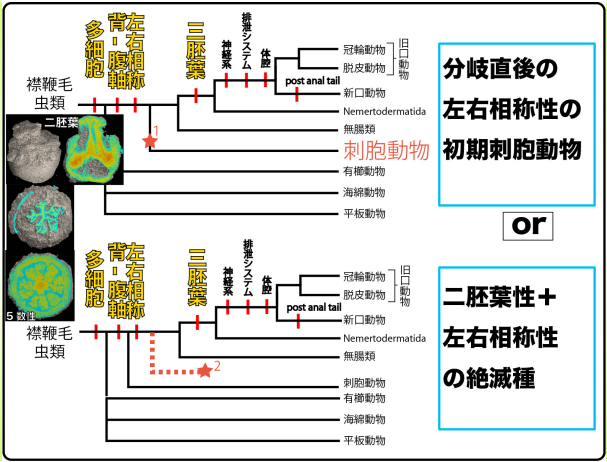 多細胞
背-腹軸
左右相称
三胚葉
神経系
排泄システム
体腔
冠輪動物
脱皮動物
旧口動物
post anal tail
新口動物
襟鞭毛
虫類
Nemertodermatida
無腸類
1
刺胞動物
有櫛動物
海綿動物
平板動物
二胚葉
5 数性
分岐直後の
左右相称性の
初期刺胞動物
or
多細胞
背-腹軸
左右相称
三胚葉
神経系
排泄システム
体腔
冠輪動物
脱皮動物
旧口動物
post anal tail
新口動物
襟鞭毛
虫類
Nemertodermatida
無腸類
2
刺胞動物
有櫛動物
海綿動物
平板動物
二胚葉性＋
左右相称性
の絶滅種